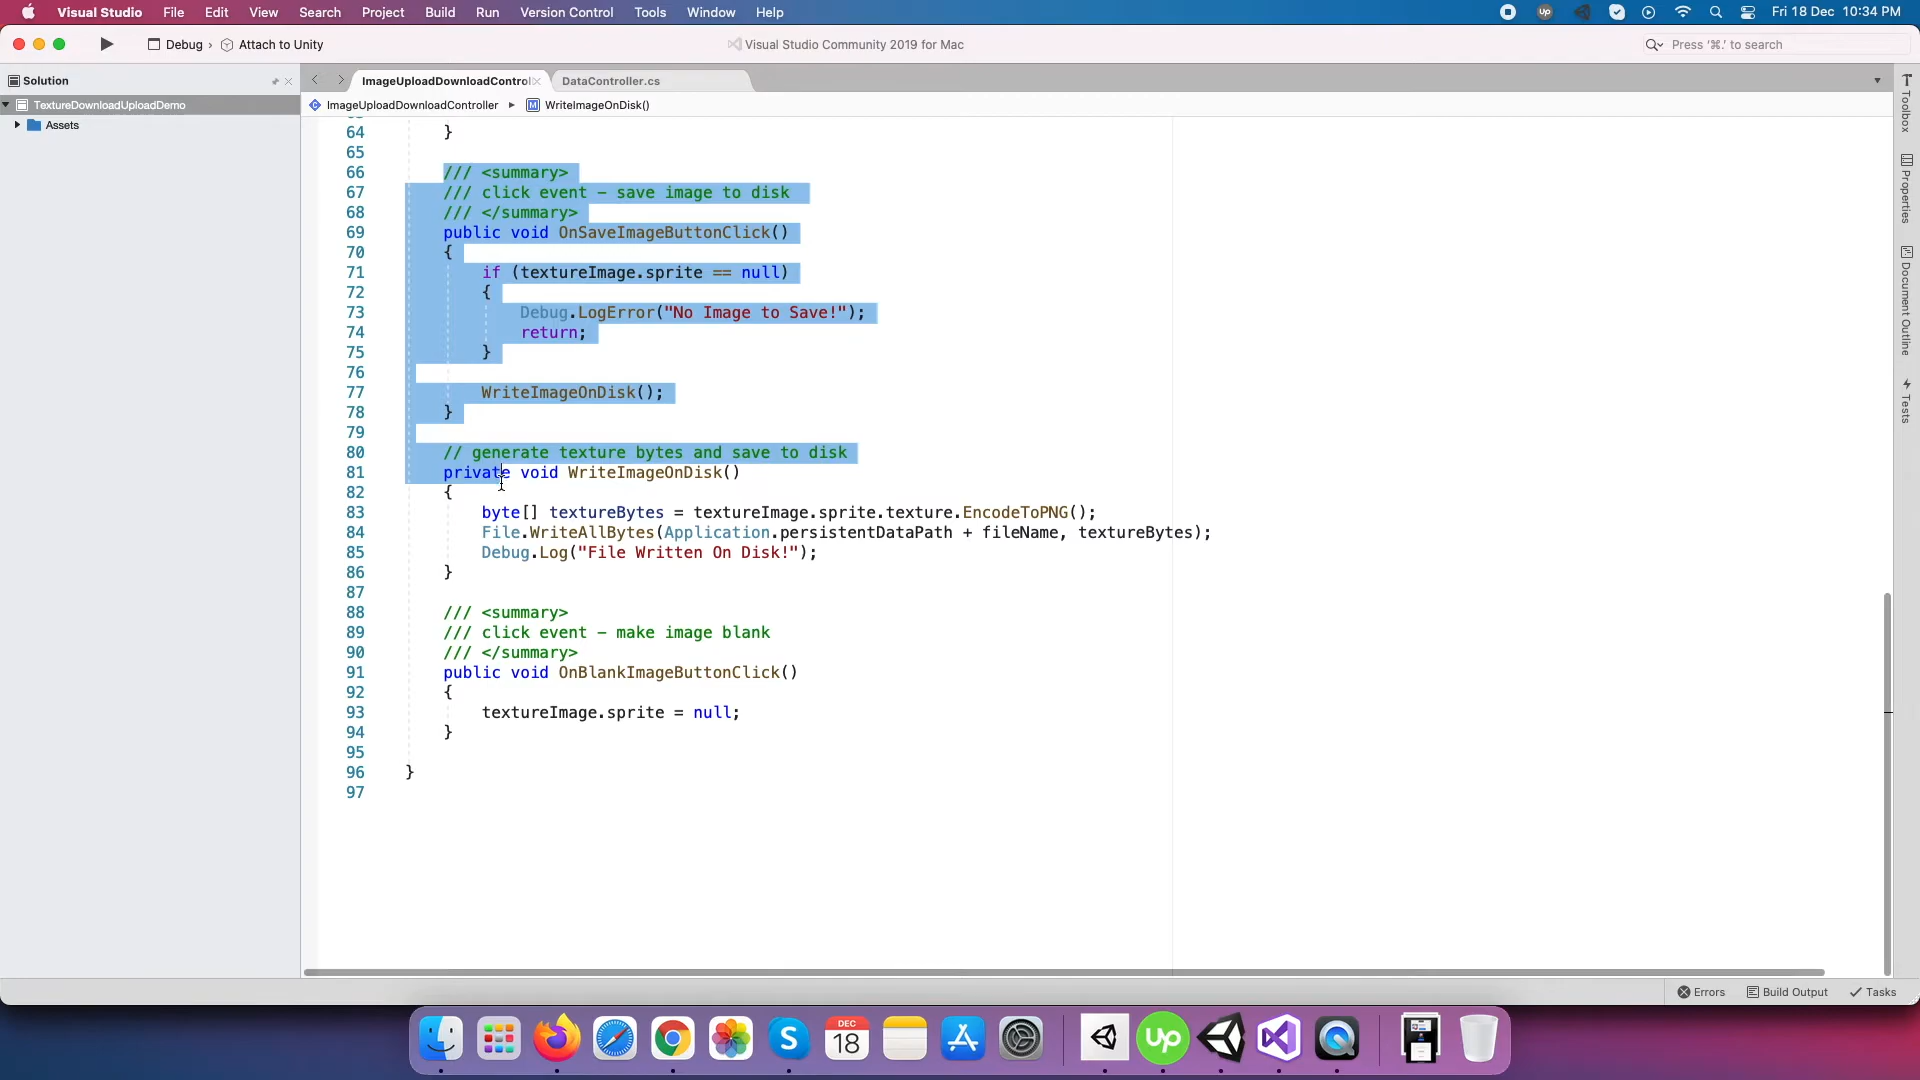 Visual Studio File Edit View Search Project Build Run Version Control Tools Window Help
up
Fri 18 Dec 10:34 PM
Debug › Attach to Unity
Visual Studio Community 2019 for Mac
Press '⌘.' to search
Solution
ImageUploadDownloadControl
DataController.cs
TextureDownloadUploadDemo
ImageUploadDownloadController ▸ M WriteImageOnDisk()
Assets
64 }
65
66 /// <summary>
67 /// click event – save image to disk
68 /// </summary>
69 public void OnSaveImageButtonClick()
70 {
71 if (textureImage.sprite == null)
72 {
73 Debug.LogError("No Image to Save!");
74 return;
75 }
76
77 WriteImageOnDisk();
78 }
79
80 // generate texture bytes and save to disk
81 private void WriteImageOnDisk()
82 {
83 byte[] textureBytes = textureImage.sprite.texture.EncodeToPNG();
84 File.WriteAllBytes(Application.persistentDataPath + fileName, textureBytes);
85 Debug.Log("File Written On Disk!");
86 }
87
88 /// <summary>
89 /// click event – make image blank
90 /// </summary>
91 public void OnBlankImageButtonClick()
92 {
93 textureImage.sprite = null;
94 }
95
96 }
97
Toolbox
Properties
Document Outline
Tests
Errors Build Output Tasks
S
DEC
18
up